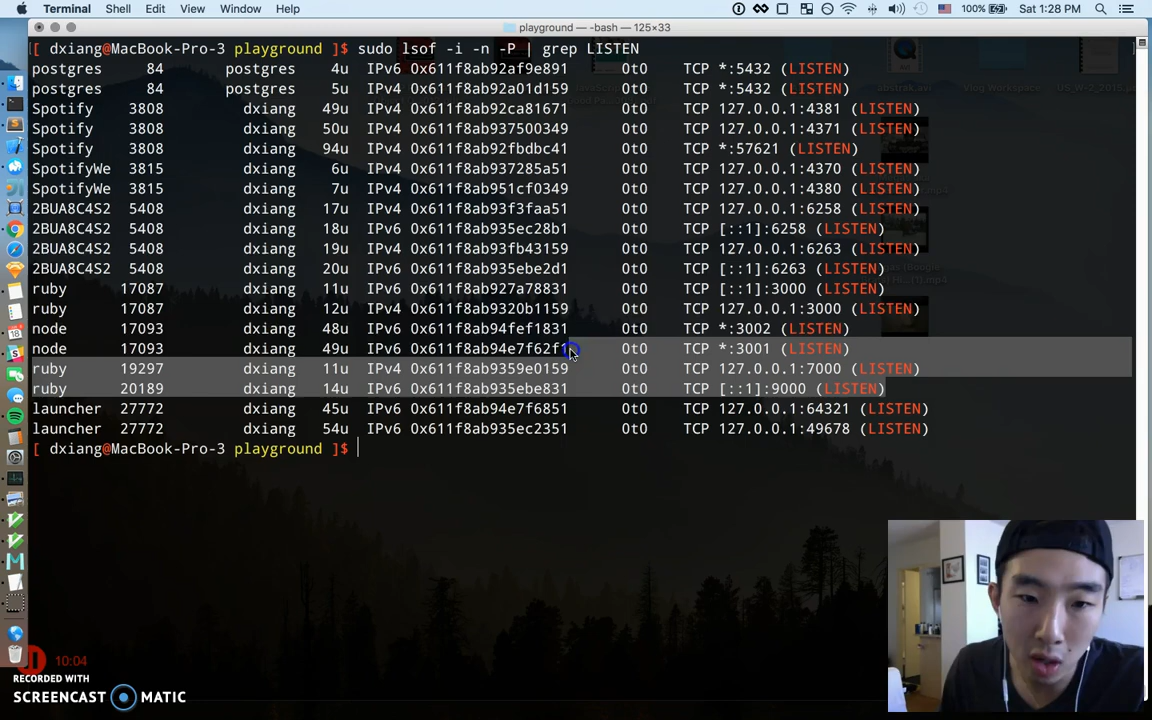 Terminal Shell Edit View Window Help 100% Sat 1:28 PM
playground — -bash — 125×33
[ dxiang@MacBook-Pro-3 playground ]$ sudo lsof -i -n -P | grep LISTEN
postgres 84 postgres 4u IPv6 0x611f8ab92af9e891 0t0 TCP *:5432 (LISTEN)
postgres 84 postgres 5u IPv4 0x611f8ab92a01d159 0t0 TCP *:5432 (LISTEN)
Spotify 3808 dxiang 49u IPv4 0x611f8ab92ca81671 0t0 TCP 127.0.0.1:4381 (LISTEN)
Spotify 3808 dxiang 50u IPv4 0x611f8ab937500349 0t0 TCP 127.0.0.1:4371 (LISTEN)
Spotify 3808 dxiang 94u IPv4 0x611f8ab92fbdbc41 0t0 TCP *:57621 (LISTEN)
SpotifyWe 3815 dxiang 6u IPv4 0x611f8ab937285a51 0t0 TCP 127.0.0.1:4370 (LISTEN)
SpotifyWe 3815 dxiang 7u IPv4 0x611f8ab951cf0349 0t0 TCP 127.0.0.1:4380 (LISTEN)
2BUA8C4S2 5408 dxiang 17u IPv4 0x611f8ab93f3faa51 0t0 TCP 127.0.0.1:6258 (LISTEN)
2BUA8C4S2 5408 dxiang 18u IPv6 0x611f8ab935ec28b1 0t0 TCP [::1]:6258 (LISTEN)
2BUA8C4S2 5408 dxiang 19u IPv4 0x611f8ab93fb43159 0t0 TCP 127.0.0.1:6263 (LISTEN)
2BUA8C4S2 5408 dxiang 20u IPv6 0x611f8ab935ebe2d1 0t0 TCP [::1]:6263 (LISTEN)
ruby 17087 dxiang 11u IPv6 0x611f8ab927a78831 0t0 TCP [::1]:3000 (LISTEN)
ruby 17087 dxiang 12u IPv4 0x611f8ab9320b1159 0t0 TCP 127.0.0.1:3000 (LISTEN)
node 17093 dxiang 48u IPv6 0x611f8ab94fef1831 0t0 TCP *:3002 (LISTEN)
node 17093 dxiang 49u IPv6 0x611f8ab94e7f62f1 0t0 TCP *:3001 (LISTEN)
ruby 19297 dxiang 11u IPv4 0x611f8ab9359e0159 0t0 TCP 127.0.0.1:7000 (LISTEN)
ruby 20189 dxiang 14u IPv6 0x611f8ab935ebe831 0t0 TCP [::1]:9000 (LISTEN)
launcher 27772 dxiang 45u IPv6 0x611f8ab94e7f6851 0t0 TCP 127.0.0.1:64321 (LISTEN)
launcher 27772 dxiang 54u IPv6 0x611f8ab935ec2351 0t0 TCP 127.0.0.1:49678 (LISTEN)
[ dxiang@MacBook-Pro-3 playground ]$
10:04
RECORDED WITH
SCREENCAST MATIC